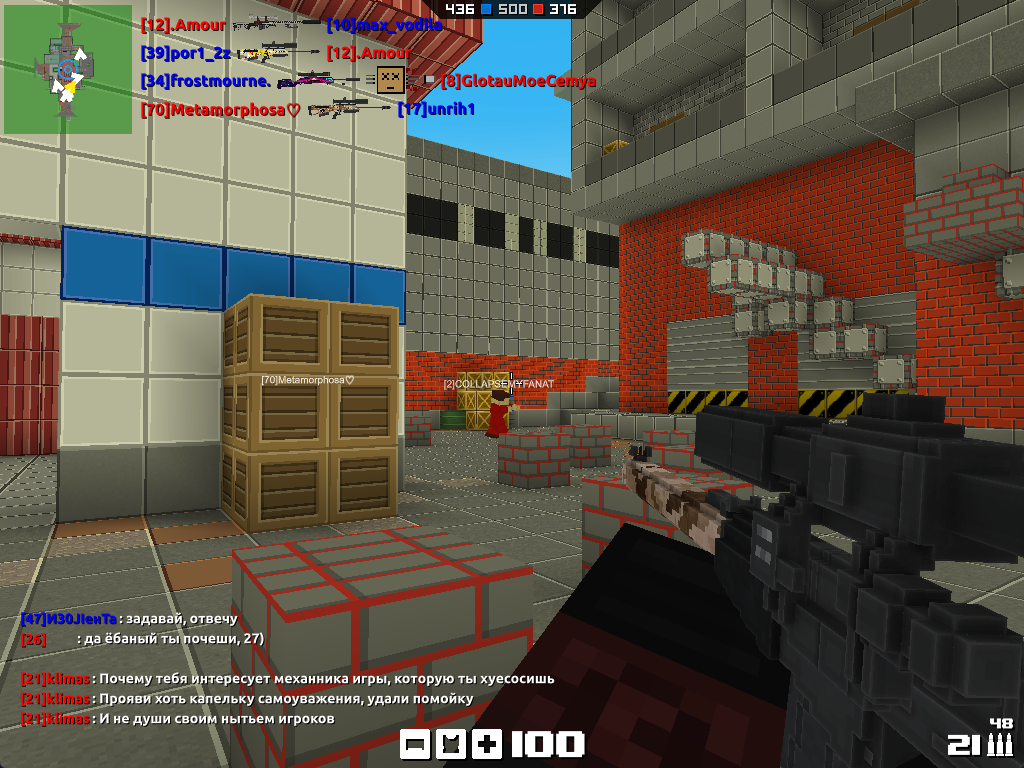 436 500 316
[12].Amour [10]max_vodila
[39]por1_2z [12].Amour
[34]frostmourne. [8]GlotauMoeCemya
[70]Metamorphosa♡ [17]unrih1
[70]Metamorphosa♡
[2]COLLAPSEMYFANAT
[47]И30JIенTa : задавай, отвечу
[26] : да ёбаный ты почеши, 27)
[21]klimas : Почему тебя интересует механника игры, которую ты хуесосишь
[21]klimas : Прояви хоть капельку самоуважения, удали помойку
[21]klimas : И не души своим нытьем игроков
100
48
21